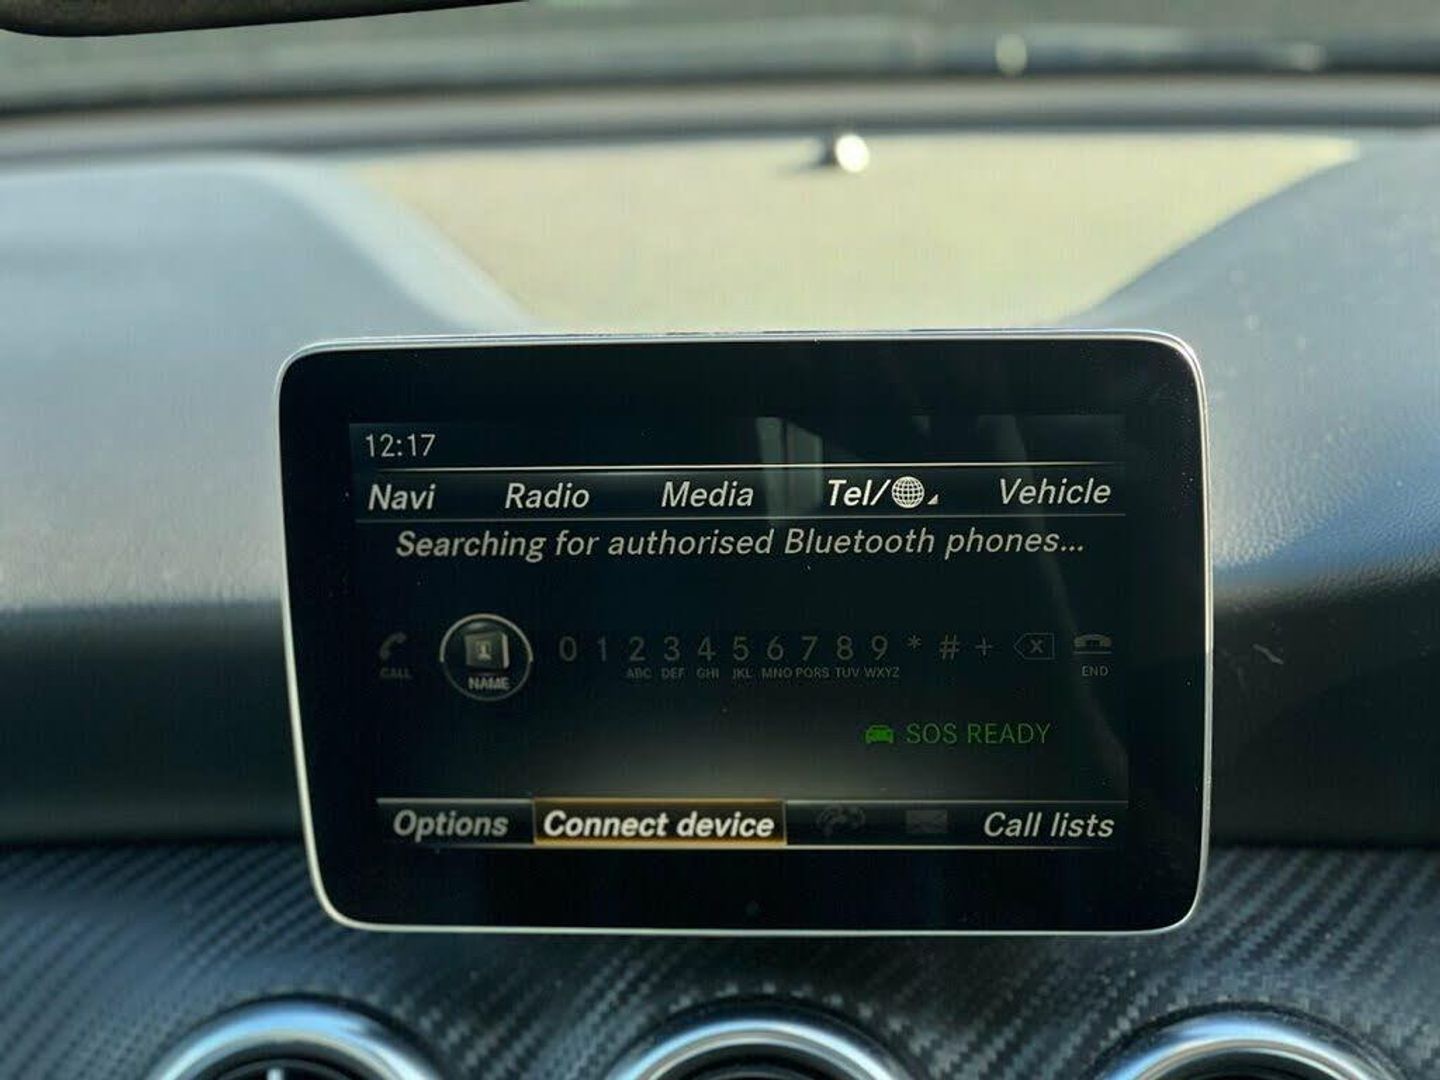 12:17
Navi Radio Media Tel/ Vehicle
Searching for authorised Bluetooth phones...
0 1 2 3 4 5 6 7 8 9 * # +
CALL NAME ABC DEF GHI JKL MNO PQRS TUV WXYZ END
SOS READY
Options Connect device Call lists